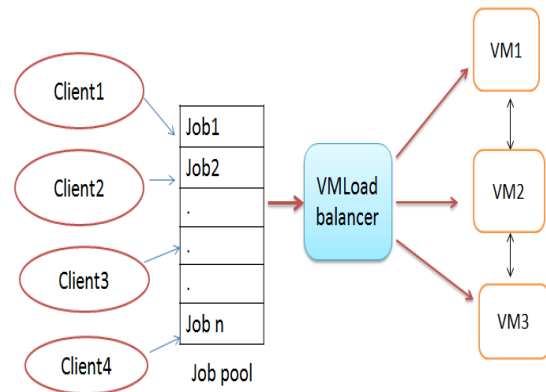 Client1
Client2
Client3
Client4
Job1
Job2
.
.
.
Job n
Job pool
VMLoad
balancer
VM1
VM2
VM3